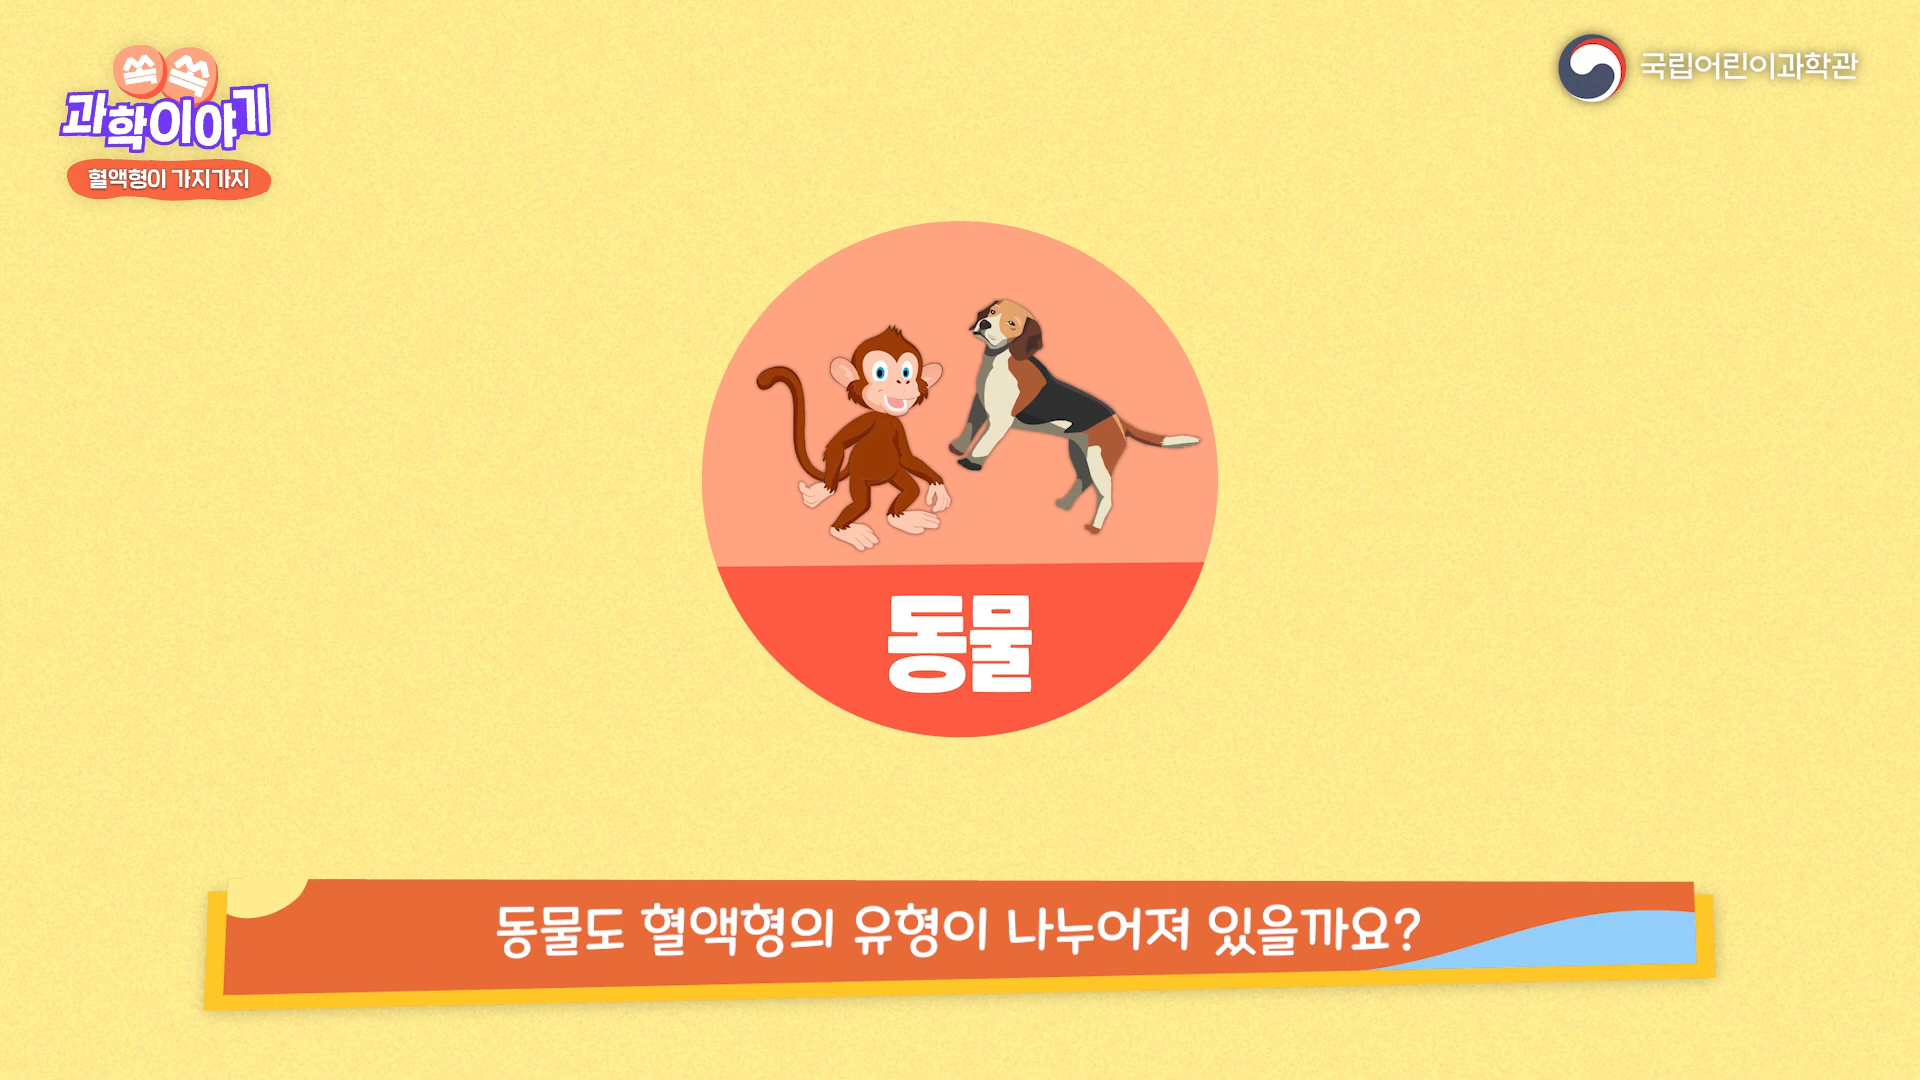 쏙쏙
과학이야기
혈액형이 가지가지
국립어린이과학관
동물
동물도 혈액형의 유형이 나누어져 있을까요?